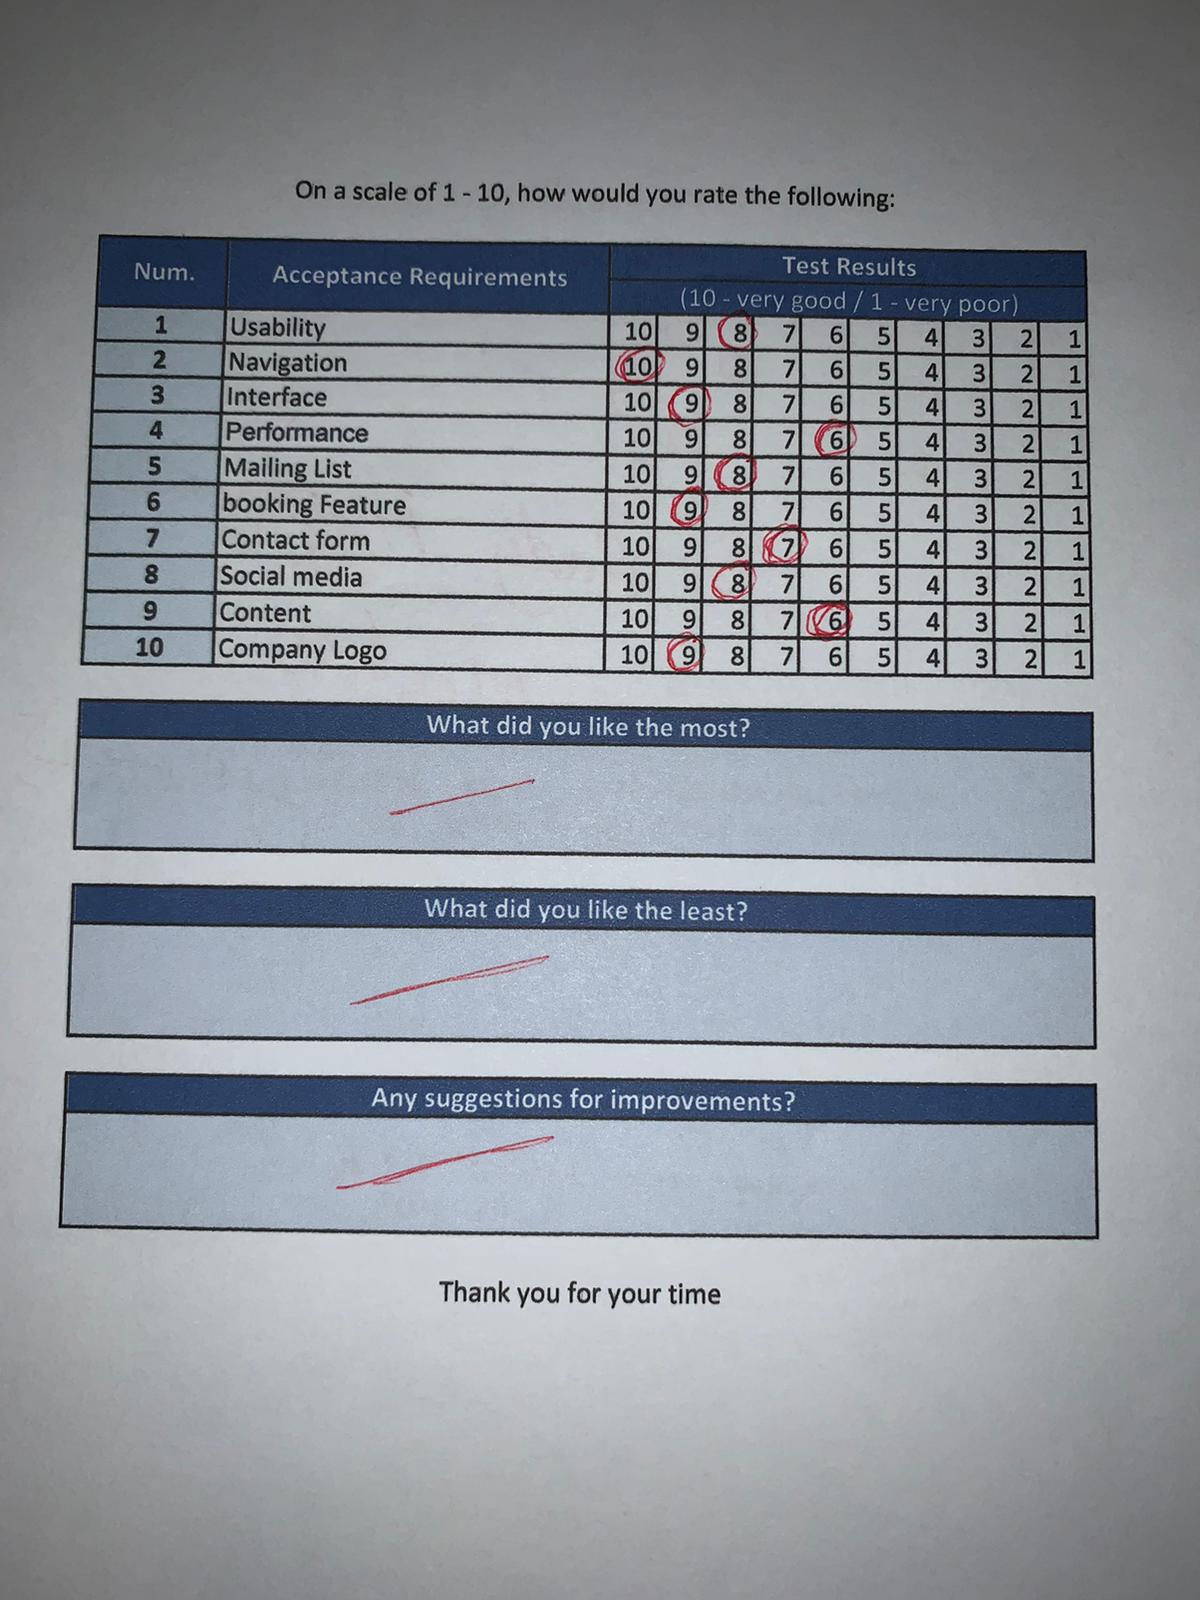 On a scale of 1 - 10, how would you rate the following:
Num. Acceptance Requirements Test Results
(10 - very good / 1 - very poor)
1 Usability 10 9 8 7 6 5 4 3 2 1
2 Navigation 10 9 8 7 6 5 4 3 2 1
3 Interface 10 9 8 7 6 5 4 3 2 1
4 Performance 10 9 8 7 6 5 4 3 2 1
5 Mailing List 10 9 8 7 6 5 4 3 2 1
6 booking Feature 10 9 8 7 6 5 4 3 2 1
7 Contact form 10 9 8 7 6 5 4 3 2 1
8 Social media 10 9 8 7 6 5 4 3 2 1
9 Content 10 9 8 7 6 5 4 3 2 1
10 Company Logo 10 9 8 7 6 5 4 3 2 1
What did you like the most?
What did you like the least?
Any suggestions for improvements?
Thank you for your time